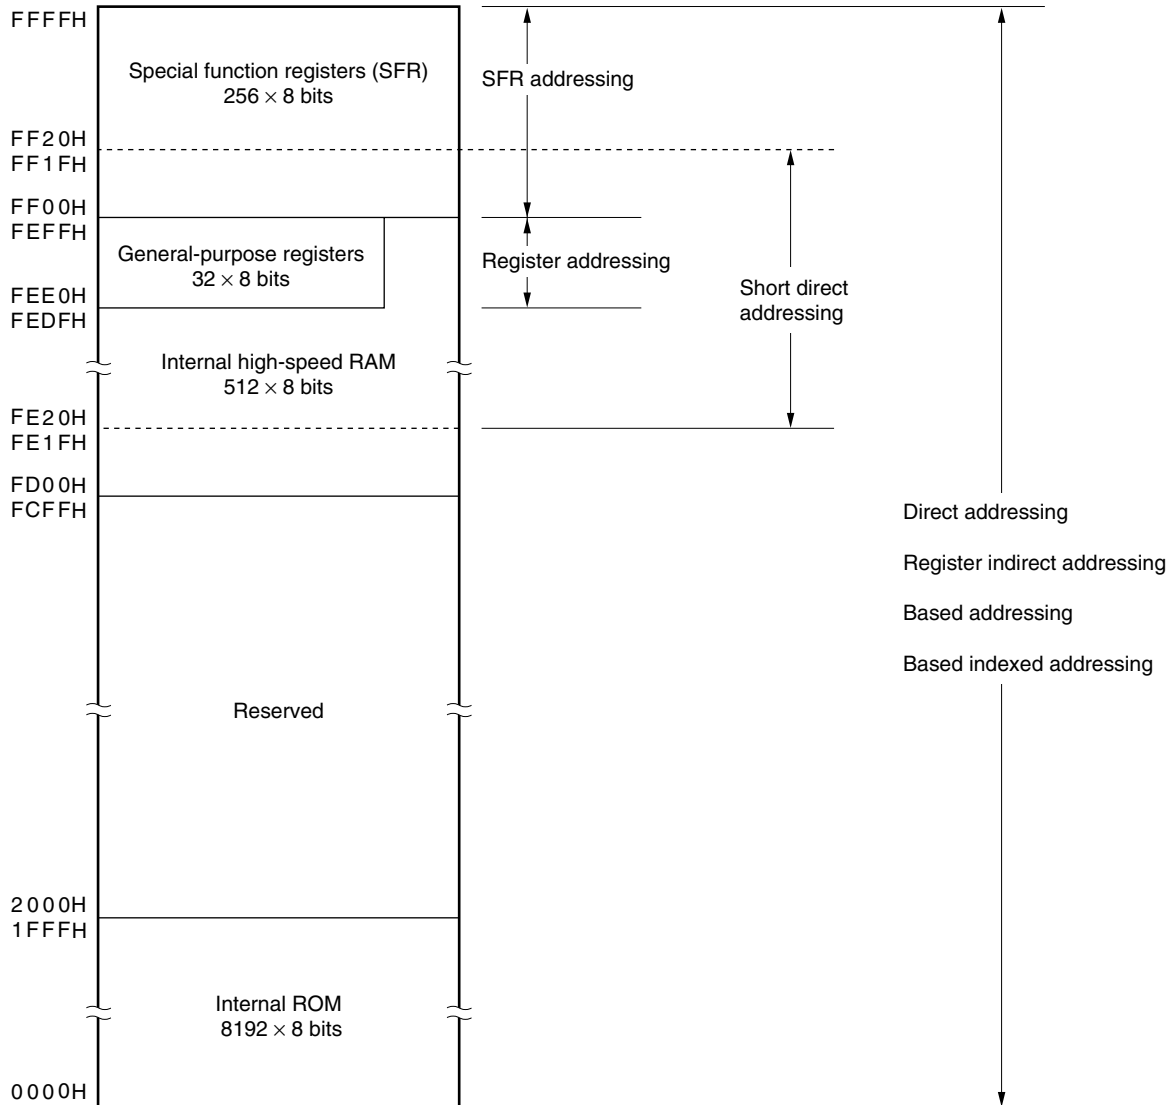 FFFFH
Special function registers (SFR)
256 × 8 bits
SFR addressing
FF20H
FF1FH
FF00H
FEFFH
General-purpose registers
32 × 8 bits
Register addressing
FEE0H
FEDFH
Short direct
addressing
Internal high-speed RAM
512 × 8 bits
FE20H
FE1FH
FD00H
FCFFH
Direct addressing
Register indirect addressing
Based addressing
Based indexed addressing
Reserved
2000H
1FFFH
Internal ROM
8192 × 8 bits
0000H